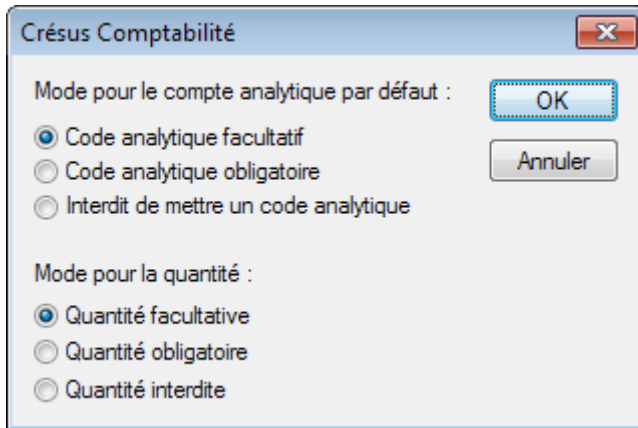 Crésus Comptabilité
Mode pour le compte analytique par défaut :
OK
Code analytique facultatif
Annuler
Code analytique obligatoire
Interdit de mettre un code analytique
Mode pour la quantité :
Quantité facultative
Quantité obligatoire
Quantité interdite